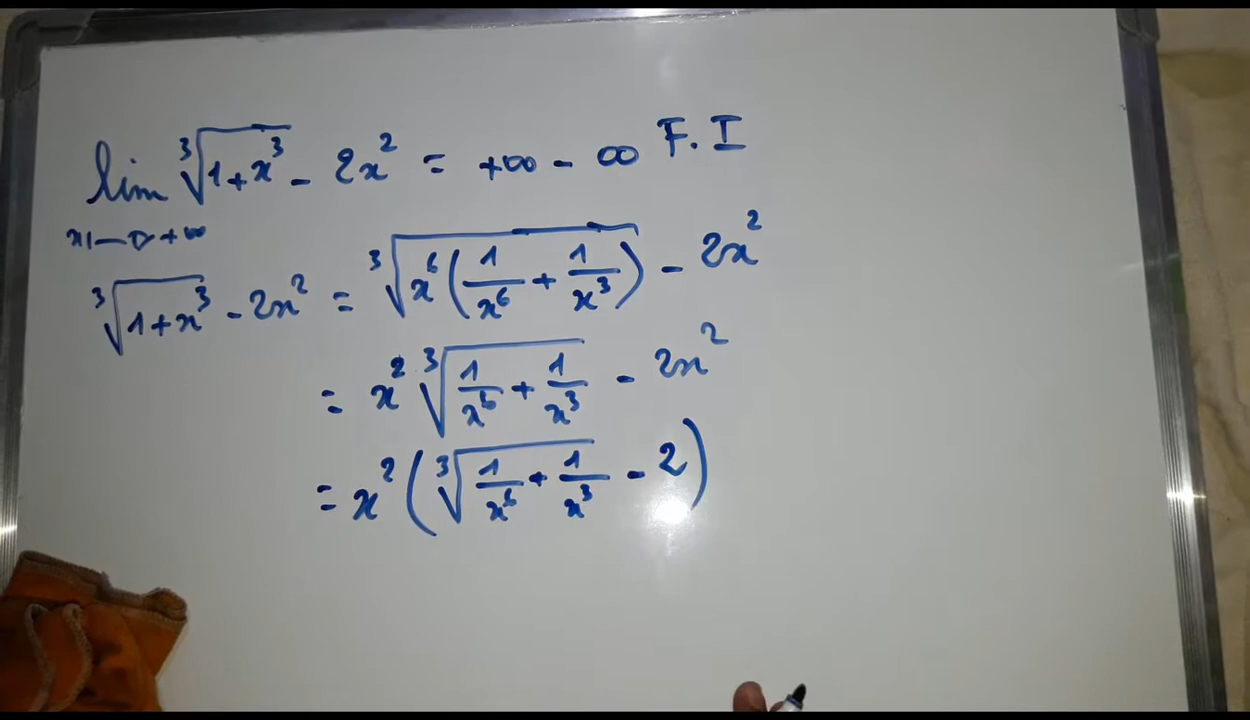 lim ∛(1+x³) - 2x² = +∞ - ∞ F.I
x↦+∞
∛(1+x³) - 2x² = ∛(x⁶(1/x⁶ + 1/x³)) - 2x²
= x² ∛(1/x⁶ + 1/x³) - 2x²
= x² (∛(1/x⁶ + 1/x³) - 2)